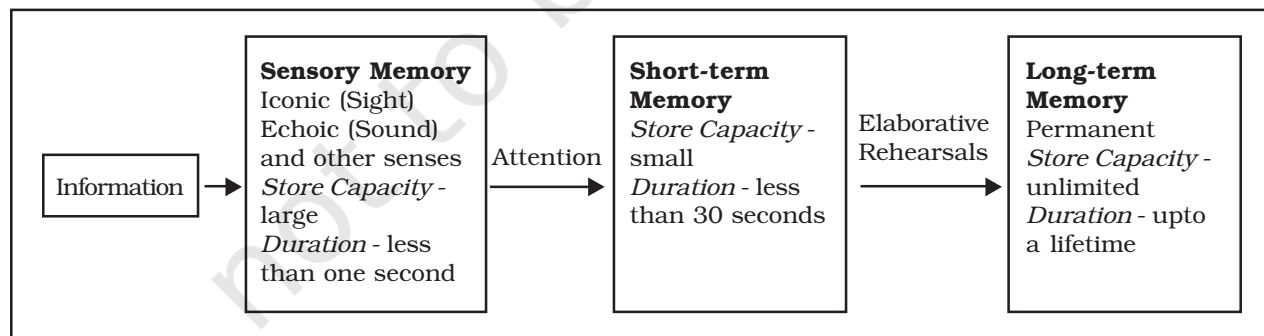 Information
Sensory Memory
Iconic (Sight)
Echoic (Sound)
and other senses
Store Capacity -
large
Duration - less
than one second
Attention
Short-term
Memory
Store Capacity -
small
Duration - less
than 30 seconds
Elaborative
Rehearsals
Long-term
Memory
Permanent
Store Capacity -
unlimited
Duration - upto
a lifetime
not to b